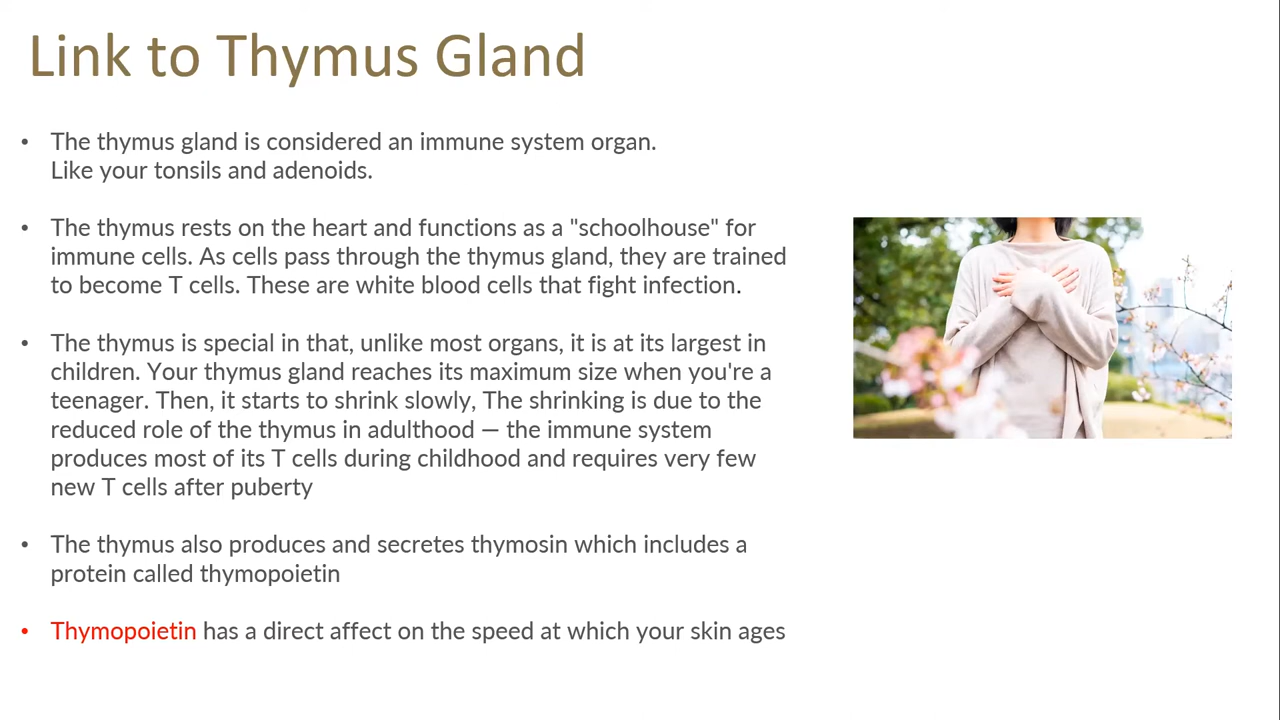 Link to Thymus Gland
• The thymus gland is considered an immune system organ.
Like your tonsils and adenoids.
• The thymus rests on the heart and functions as a "schoolhouse" for
immune cells. As cells pass through the thymus gland, they are trained
to become T cells. These are white blood cells that fight infection.
• The thymus is special in that, unlike most organs, it is at its largest in
children. Your thymus gland reaches its maximum size when you're a
teenager. Then, it starts to shrink slowly, The shrinking is due to the
reduced role of the thymus in adulthood — the immune system
produces most of its T cells during childhood and requires very few
new T cells after puberty
• The thymus also produces and secretes thymosin which includes a
protein called thymopoietin
• Thymopoietin has a direct affect on the speed at which your skin ages